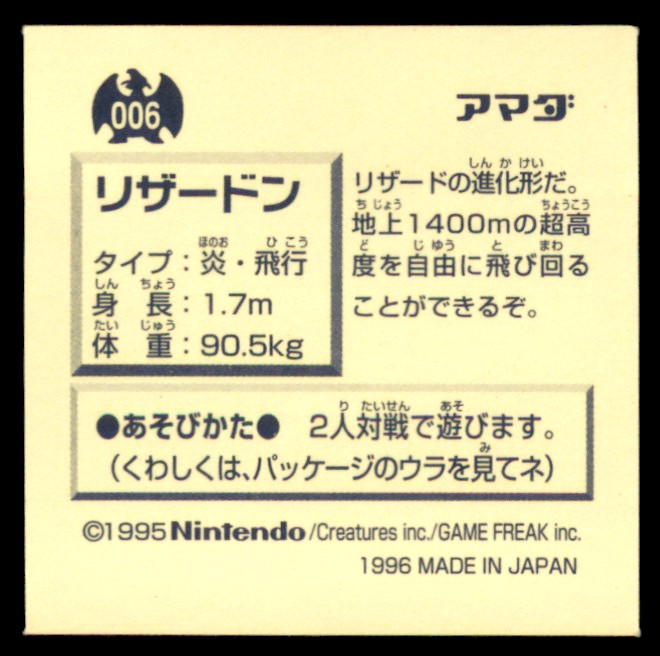 006
アマダ
リザードン
タイプ：炎・飛行
身長：1.7m
体重：90.5kg
リザードの進化形だ。
地上1400mの超高
度を自由に飛び回る
ことができるぞ。
●あそびかた● 2人対戦で遊びます。
（くわしくは、パッケージのウラを見てネ）
©1995 Nintendo/Creatures inc./GAME FREAK inc.
1996 MADE IN JAPAN